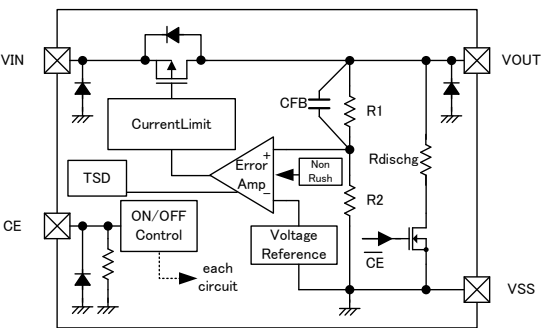 VIN
VOUT
CurrentLimit
CFB
R1
Rdischg
Error
Amp
+
−
Non
Rush
TSD
R2
CE
ON/OFF
Control
Voltage
Reference
each
circuit
CE
VSS